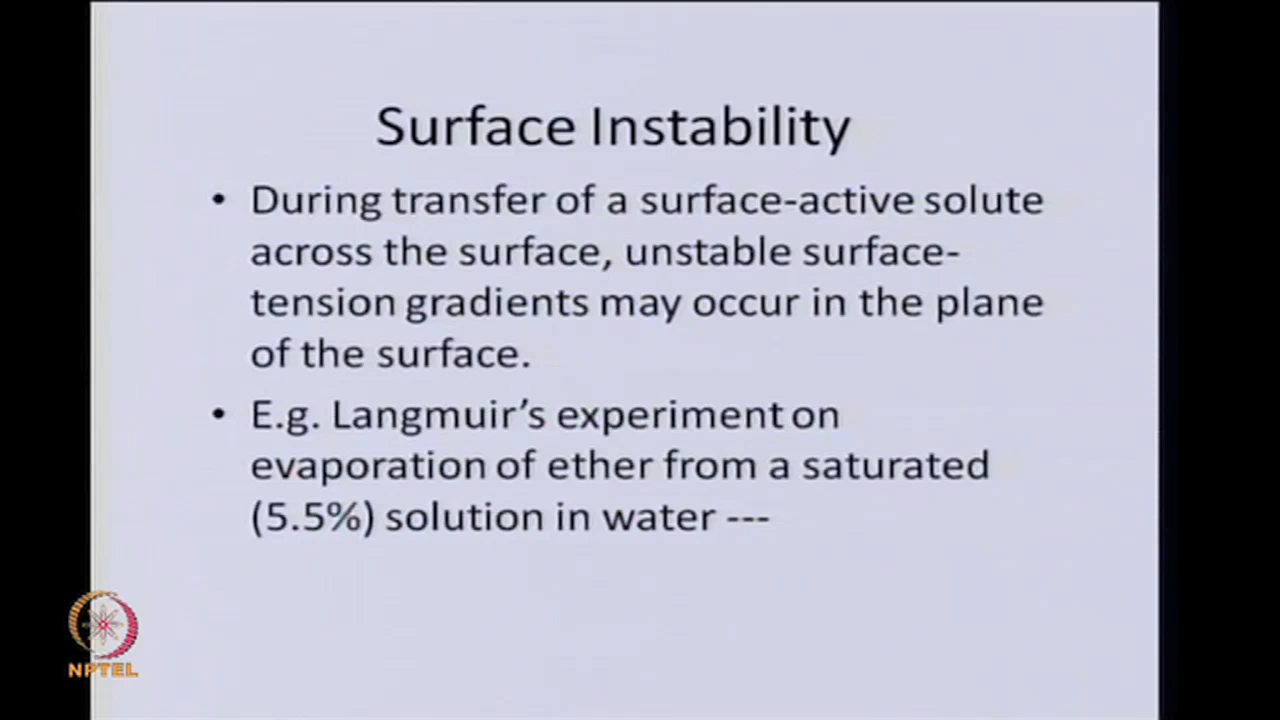 Surface Instability
• During transfer of a surface-active solute
across the surface, unstable surface-
tension gradients may occur in the plane
of the surface.
• E.g. Langmuir’s experiment on
evaporation of ether from a saturated
(5.5%) solution in water ---
NPTEL